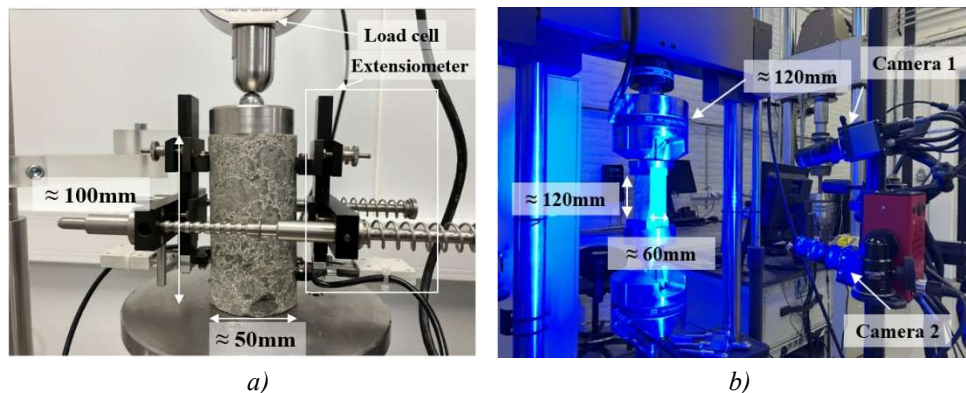 Load cell
Extensiometer
≈ 100mm
≈ 50mm
a)
≈ 120mm
Camera 1
≈ 120mm
≈ 60mm
Camera 2
b)